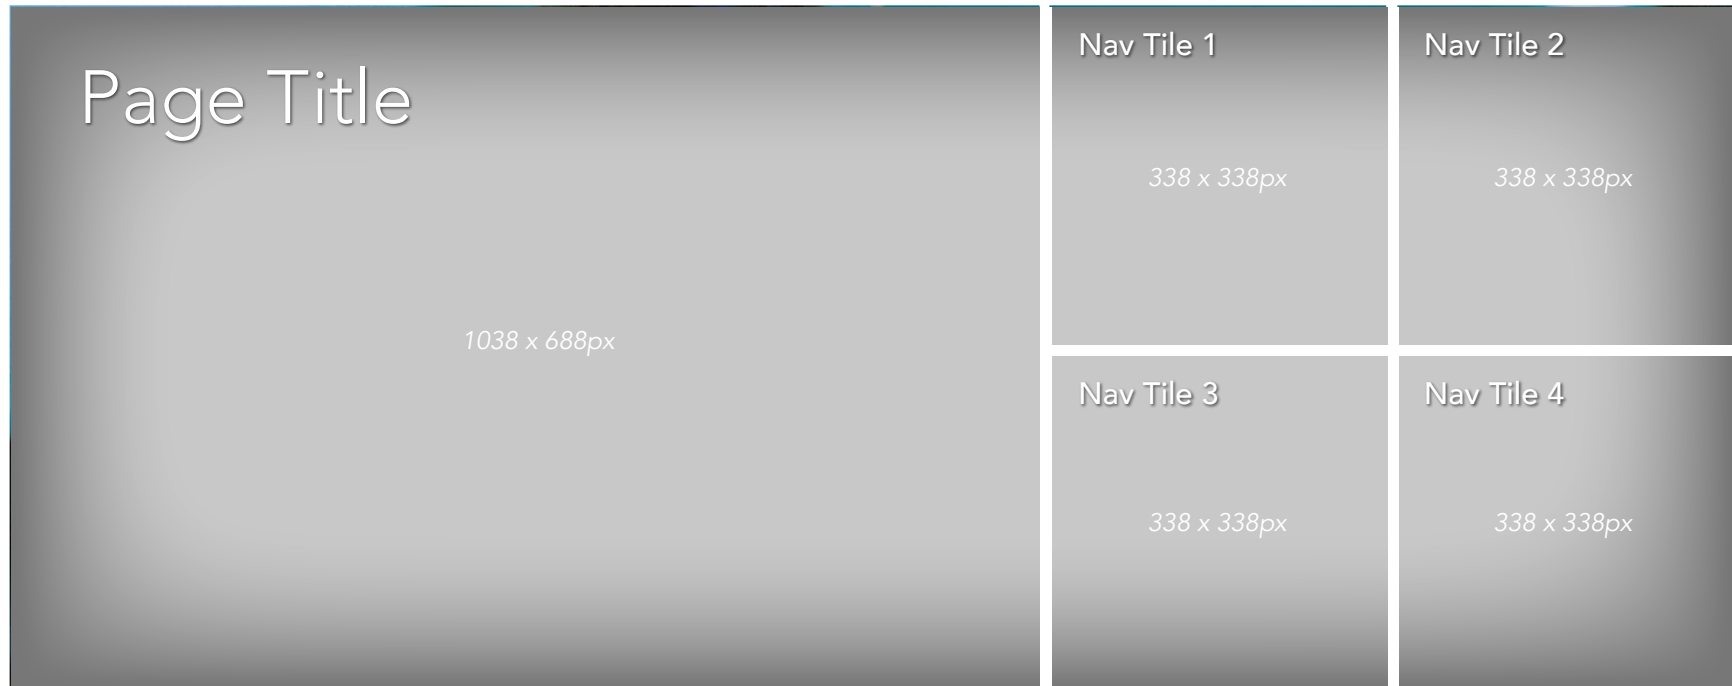 Page Title
1038 x 688px
Nav Tile 1
338 x 338px
Nav Tile 2
338 x 338px
Nav Tile 3
338 x 338px
Nav Tile 4
338 x 338px